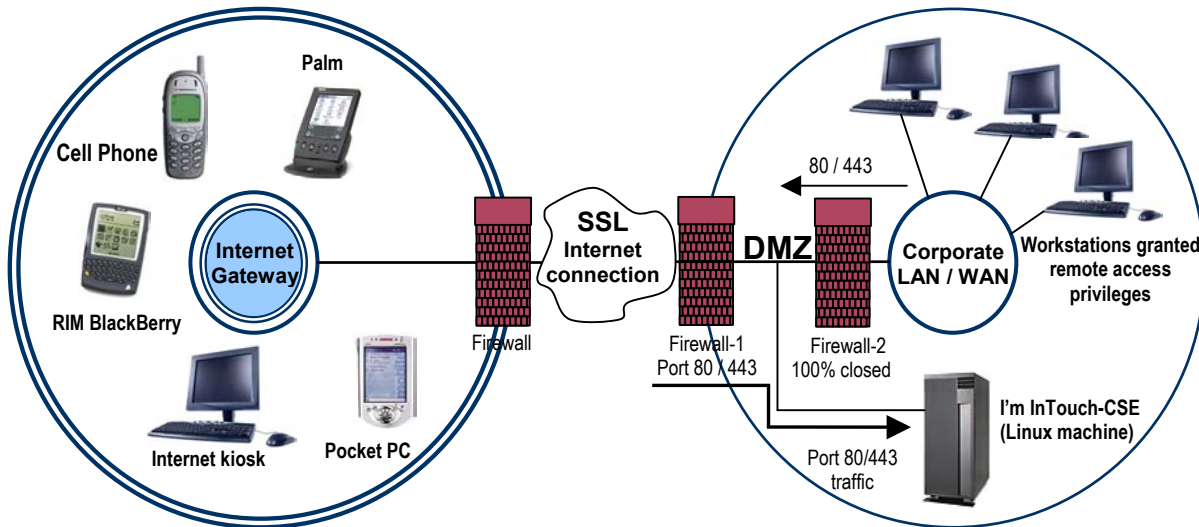 Palm
Cell Phone
Internet
Gateway
RIM BlackBerry
Internet kiosk
Pocket PC
Firewall
SSL
Internet
connection
Firewall-1
Port 80 / 443
DMZ
80 / 443
Firewall-2
100% closed
Corporate
LAN / WAN
Workstations granted
remote access
privileges
I'm InTouch-CSE
(Linux machine)
Port 80/443
traffic